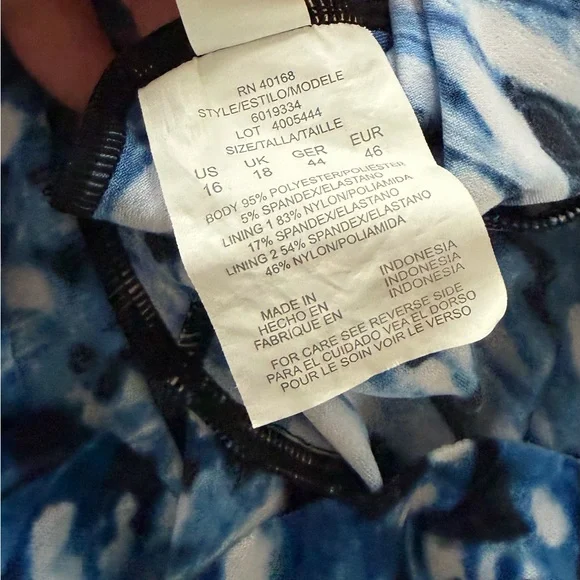 RN 40168
STYLE/ESTILO/MODELE
6019334
LOT 4005444
SIZE/TALLA/TAILLE
US UK GER EUR
16 18 44 46
BODY 95% POLYESTER/POLIESTER
5% SPANDEX/ELASTANO
LINING 1 83% NYLON/POLIAMIDA
17% SPANDEX/ELASTANO
LINING 2 54% SPANDEX/ELASTANO
46% NYLON/POLIAMIDA
MADE IN INDONESIA
HECHO EN INDONESIA
FABRIQUE EN INDONESIA
FOR CARE SEE REVERSE SIDE
PARA EL CUIDADO VEA EL DORSO
POUR LE SOIN VOIR LE VERSO